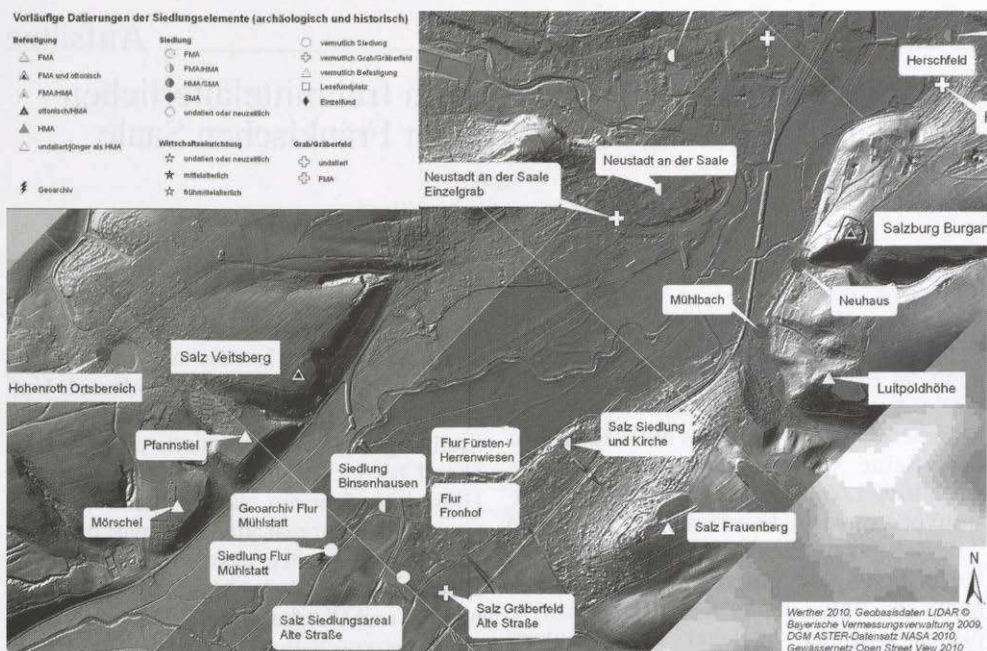 Vorläufige Datierungen der Siedlungselemente (archäologisch und historisch)
Befestigung
FMA
FMA und ottonisch
FMA/HMA
ottonisch/HMA
HMA
undatiert/jünger als HMA
Geoarchiv
Siedlung
FMA
FMA/HMA
HMA/SMA
SMA
undatiert oder neuzeitlich
Wirtschaftseinrichtung
undatiert oder neuzeitlich
mittelalterlich
frühmittelalterlich
vermutlich Siedlung
vermutlich Grab/Gräberfeld
vermutlich Befestigung
Lesefundplatz
Einzelfund
Grab/Gräberfeld
undatiert
FMA
Herschfeld
Neustadt an der Saale
Neustadt an der Saale
Einzelgrab
Salzburg Burgan
Neuhaus
Mühlbach
Salz Veitsberg
Hohenroth Ortsbereich
Luitpoldhöhe
Pfannstiel
Salz Siedlung
und Kirche
Flur Fürsten-/
Herrenwiesen
Siedlung
Binsenhausen
Flur
Fronhof
Mörschel
Geoarchiv Flur
Mühlstatt
Salz Frauenberg
Siedlung Flur
Mühlstatt
Salz Gräberfeld
Alte Straße
Salz Siedlungsareal
Alte Straße
N
Werther 2010, Geobasisdaten LIDAR ©
Bayerische Vermessungsverwaltung 2009,
DGM ASTER-Datensatz NASA 2010,
Gewässernetz Open Street View 2010